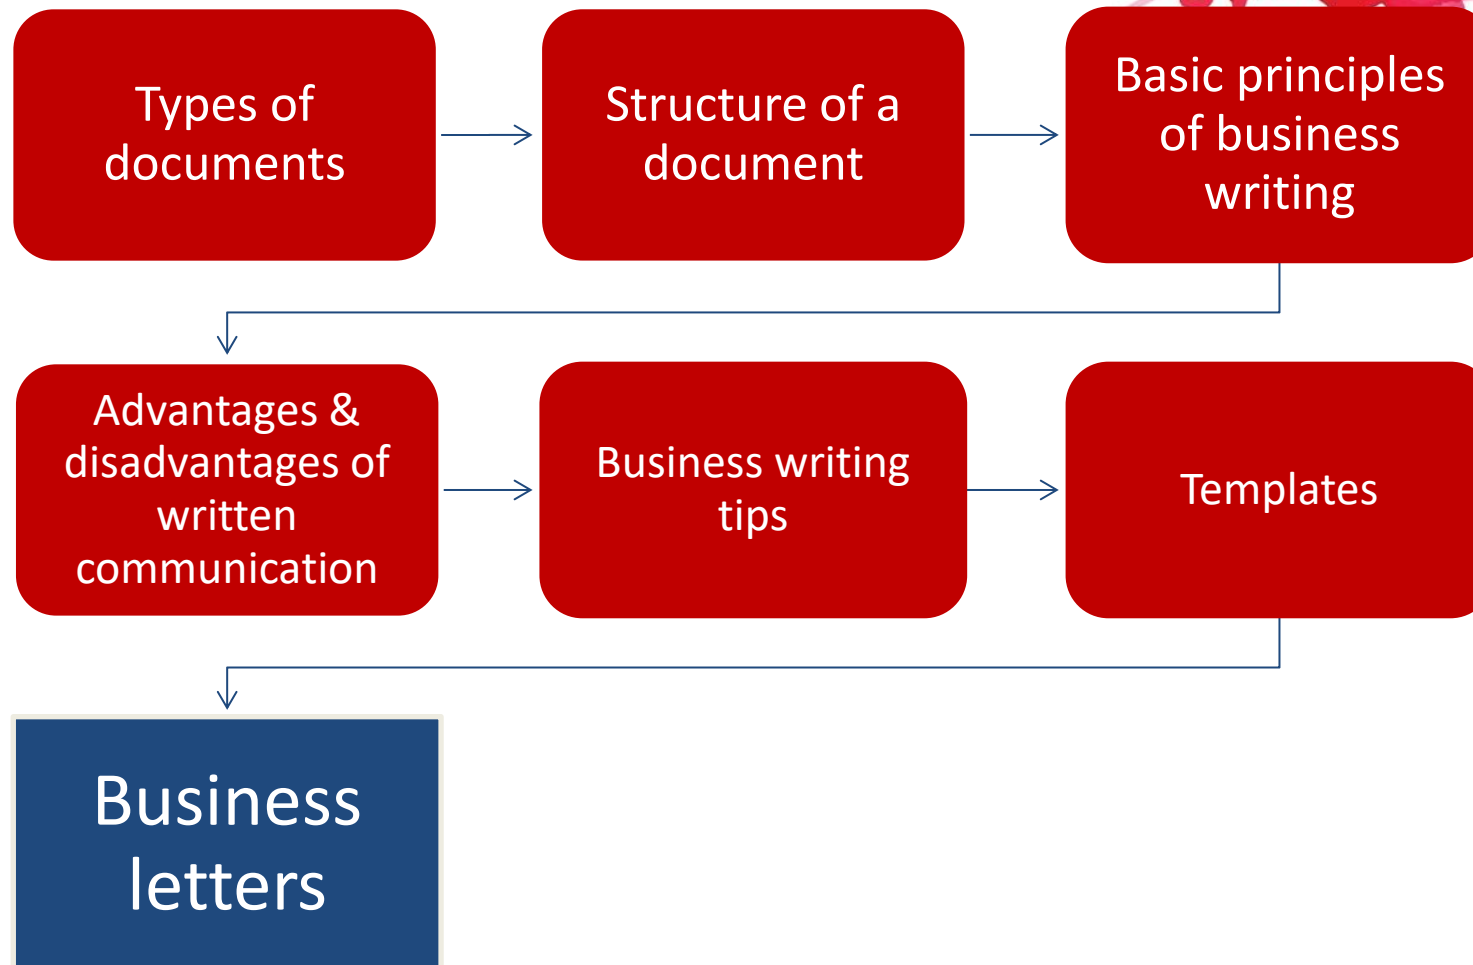 Types of
documents
Structure of a
document
Basic principles
of business
writing
Advantages &
disadvantages of
written
communication
Business writing
tips
Templates
Business
letters